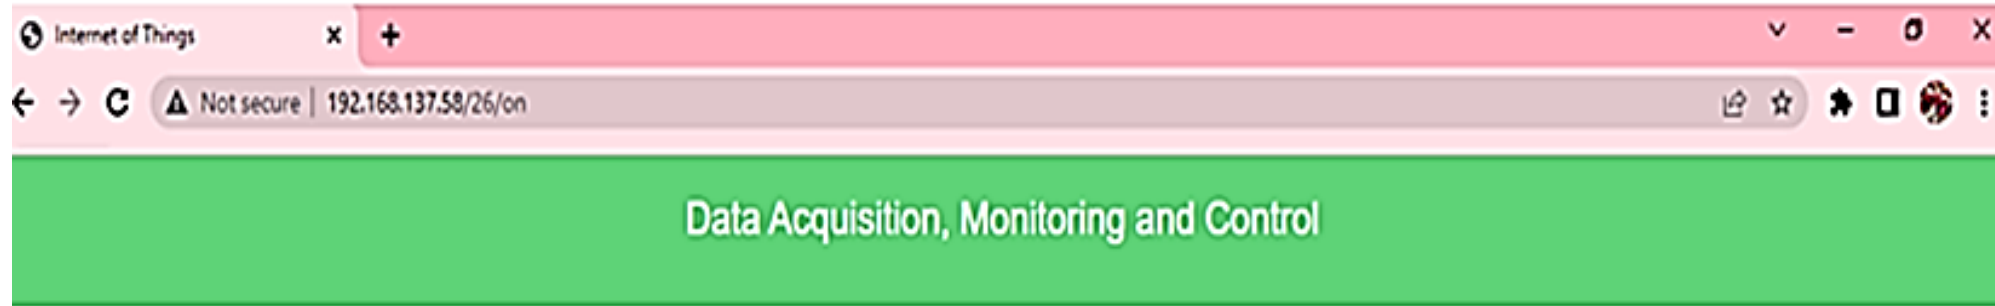 Internet of Things
Not secure | 192.168.137.58/26/on
Data Acquisition, Monitoring and Control